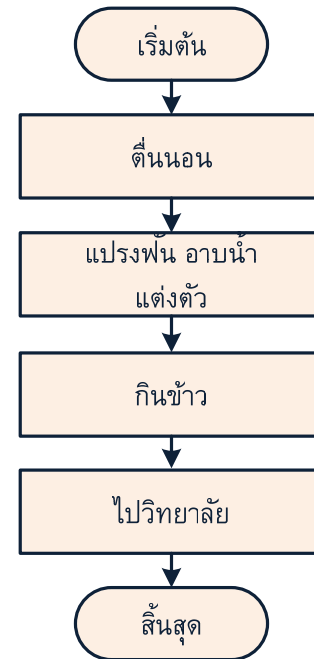 เริ่มต้น
ตื่นนอน
แปรงฟัน อาบน้ำ
แต่งตัว
กินข้าว
ไปวิทยาลัย
สิ้นสุด